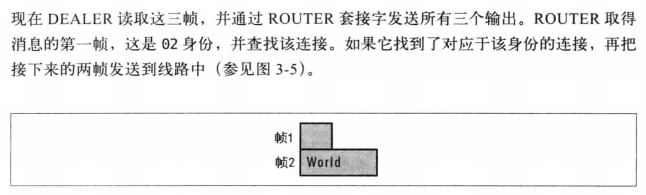 现在 DEALER 读取这三帧，并通过 ROUTER 套接字发送所有三个输出。ROUTER 取得
消息的第一帧，这是 02 身份，并查找该连接。如果它找到了对应于该身份的连接，再把
接下来的两帧发送到线路中（参见图 3-5）。
帧1
帧2 World